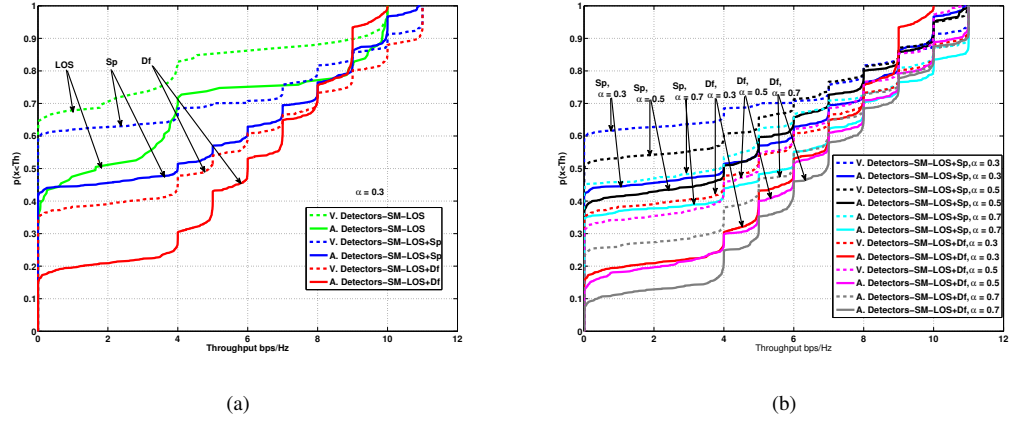 1
0.9
0.8
0.7
0.6
0.5
0.4
0.3
0.2
0.1
0
p(x<Th)
LOS
Sp
Df
α = 0.3
V. Detectors−SM−LOS
A. Detectors−SM−LOS
V. Detectors−SM−LOS+Sp
A. Detectors−SM−LOS+Sp
V. Detectors−SM−LOS+Df
A. Detectors−SM−LOS+Df
0 2 4 6 8 10 12
Throughput bps/Hz
(a)
1
0.9
0.8
0.7
0.6
0.5
0.4
0.3
0.2
0.1
0
p(x<Th)
Sp, α = 0.3
Sp, α = 0.5
Sp, α = 0.7
Df, α = 0.3
Df, α = 0.5
Df, α = 0.7
V. Detectors−SM−LOS+Sp, α = 0.3
A. Detectors−SM−LOS+Sp, α = 0.3
V. Detectors−SM−LOS+Sp, α = 0.5
A. Detectors−SM−LOS+Sp, α = 0.5
V. Detectors−SM−LOS+Sp, α = 0.7
A. Detectors−SM−LOS+Sp, α = 0.7
V. Detectors−SM−LOS+Df, α = 0.3
A. Detectors−SM−LOS+Df, α = 0.3
V. Detectors−SM−LOS+Df, α = 0.5
A. Detectors−SM−LOS+Df, α = 0.5
V. Detectors−SM−LOS+Df, α = 0.7
A. Detectors−SM−LOS+Df, α = 0.7
0 2 4 6 8 10 12
Throughput bps/Hz
(b)